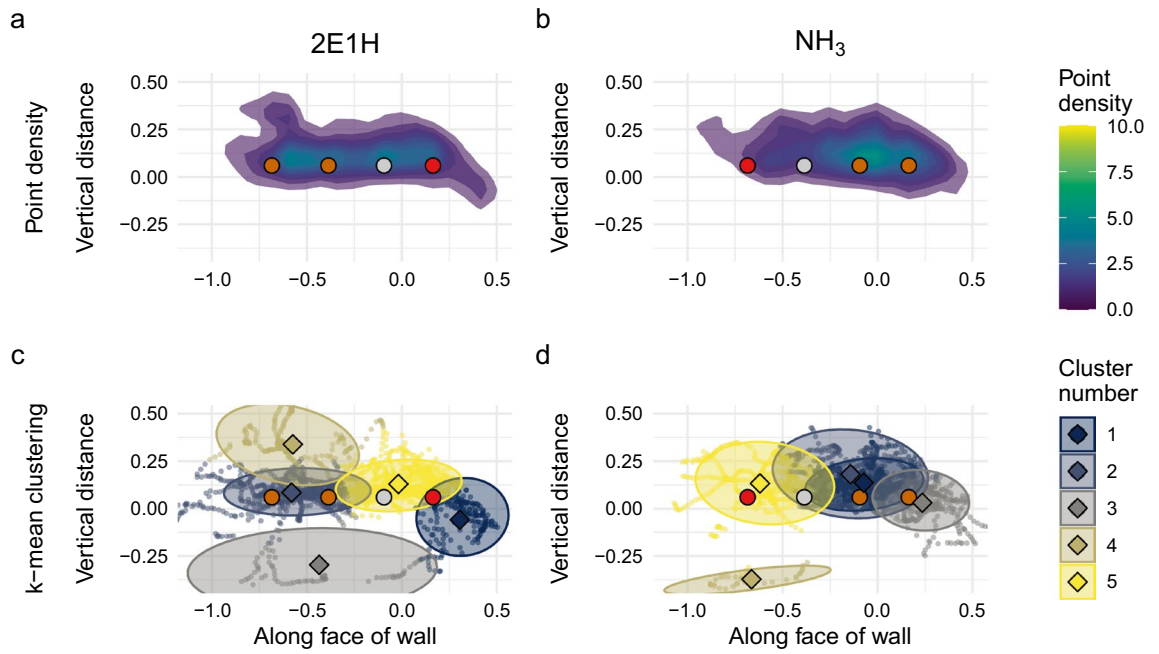 a
b
2E1H
NH₃
Point density
Vertical distance
0.50
0.25
0.00
−0.25
−1.0
−0.5
0.0
0.5
Vertical distance
0.50
0.25
0.00
−0.25
−1.0
−0.5
0.0
0.5
Point
density
10.0
7.5
5.0
2.5
0.0
c
d
k−mean clustering
Vertical distance
0.50
0.25
0.00
−0.25
−1.0
−0.5
0.0
0.5
Along face of wall
Vertical distance
0.50
0.25
0.00
−0.25
−1.0
−0.5
0.0
0.5
Along face of wall
Cluster
number
1
2
3
4
5